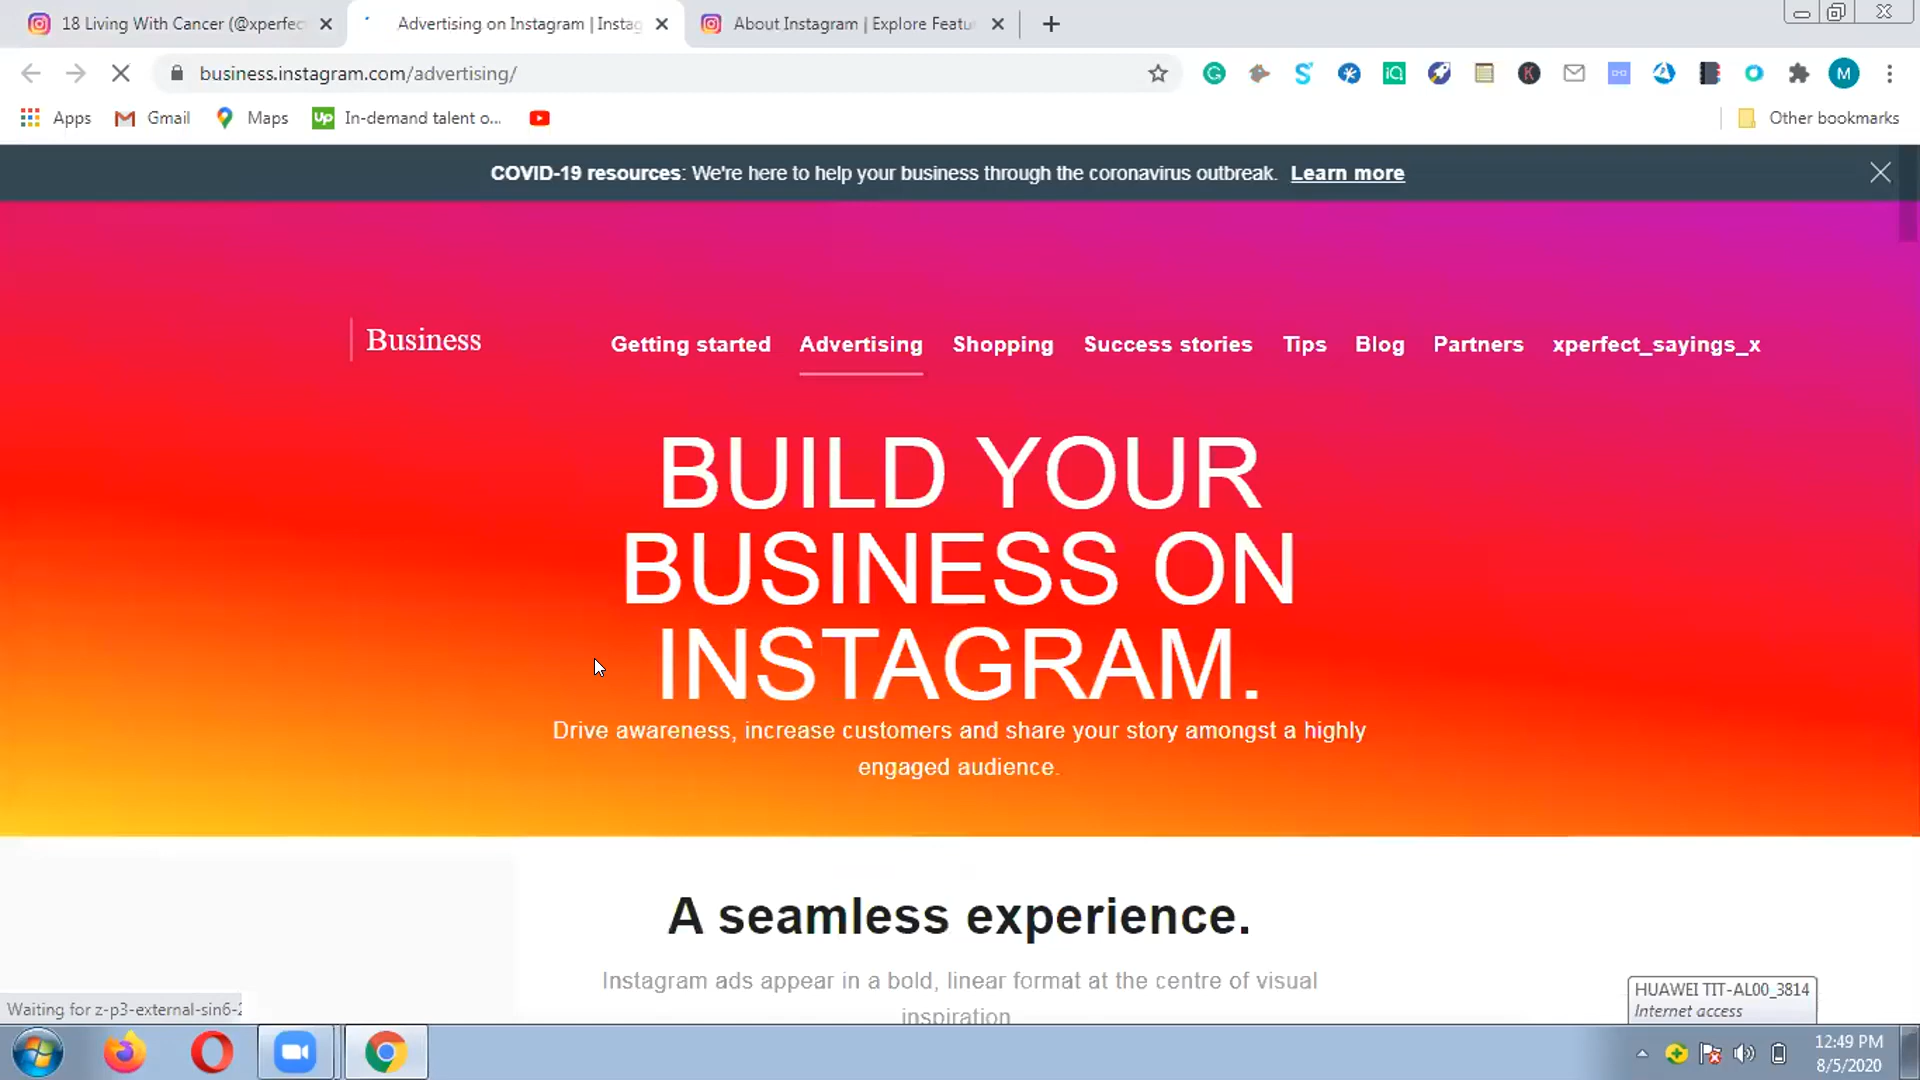 18 Living With Cancer (@xperfec
Advertising on Instagram | Instag
About Instagram | Explore Featu
business.instagram.com/advertising/
M
Apps
Gmail
Maps
Up
In-demand talent o...
Other bookmarks
COVID-19 resources: We're here to help your business through the coronavirus outbreak. Learn more
Business
Getting started
Advertising
Shopping
Success stories
Tips
Blog
Partners
xperfect_sayings_x
BUILD YOUR
BUSINESS ON
INSTAGRAM.
Drive awareness, increase customers and share your story amongst a highly
engaged audience.
A seamless experience.
Instagram ads appear in a bold, linear format at the centre of visual
inspiration
Waiting for z-p3-external-sin6-2
HUAWEI TIT-AL00_3814
Internet access
12:49 PM
8/5/2020